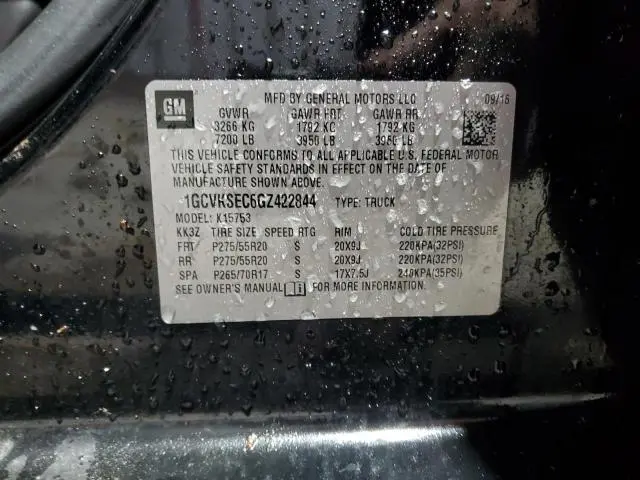 GM
MFD BY GENERAL MOTORS LLC 09/15
GVWR GAWR FRT GAWR RR
3266 KG 1792 KG 1792 KG
7200 LB 3950 LB 3950 LB
THIS VEHICLE CONFORMS TO ALL APPLICABLE U.S. FEDERAL MOTOR
VEHICLE SAFETY STANDARDS IN EFFECT ON THE DATE OF
MANUFACTURE SHOWN ABOVE.
1GCVKSEC6GZ422844 TYPE: TRUCK
MODEL: K15753
KK3Z TIRE SIZE SPEED RTG RIM COLD TIRE PRESSURE
FRT P275/55R20 S 20X9J 220KPA(32PSI)
RR P275/55R20 S 20X9J 220KPA(32PSI)
SPA P265/70R17 S 17X7.5J 240KPA(35PSI)
SEE OWNER'S MANUAL FOR MORE INFORMATION.